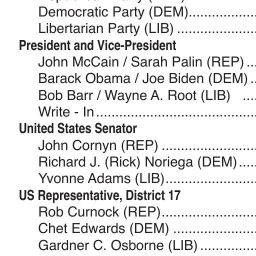 Democratic Party (DEM)....................
Libertarian Party (LIB) ....................
President and Vice-President
John McCain / Sarah Palin (REP) ...
Barack Obama / Joe Biden (DEM) ..
Bob Barr / Wayne A. Root (LIB) ....
Write - In ........................................
United States Senator
John Cornyn (REP) .........................
Richard J. (Rick) Noriega (DEM).....
Yvonne Adams (LIB)........................
US Representative, District 17
Rob Curnock (REP).........................
Chet Edwards (DEM) ......................
Gardner C. Osborne (LIB) ...............